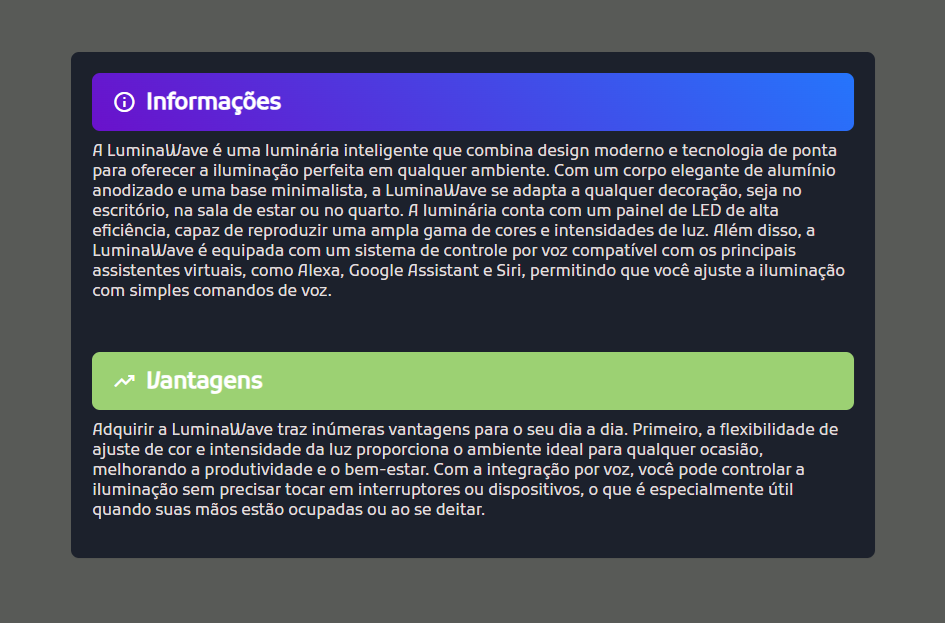 Informações
A LuminaWave é uma luminária inteligente que combina design moderno e tecnologia de ponta
para oferecer a iluminação perfeita em qualquer ambiente. Com um corpo elegante de alumínio
anodizado e uma base minimalista, a LuminaWave se adapta a qualquer decoração, seja no
escritório, na sala de estar ou no quarto. A luminária conta com um painel de LED de alta
eficiência, capaz de reproduzir uma ampla gama de cores e intensidades de luz. Além disso, a
LuminaWave é equipada com um sistema de controle por voz compatível com os principais
assistentes virtuais, como Alexa, Google Assistant e Siri, permitindo que você ajuste a iluminação
com simples comandos de voz.
Vantagens
Adquirir a LuminaWave traz inúmeras vantagens para o seu dia a dia. Primeiro, a flexibilidade de
ajuste de cor e intensidade da luz proporciona o ambiente ideal para qualquer ocasião,
melhorando a produtividade e o bem-estar. Com a integração por voz, você pode controlar a
iluminação sem precisar tocar em interruptores ou dispositivos, o que é especialmente útil
quando suas mãos estão ocupadas ou ao se deitar.